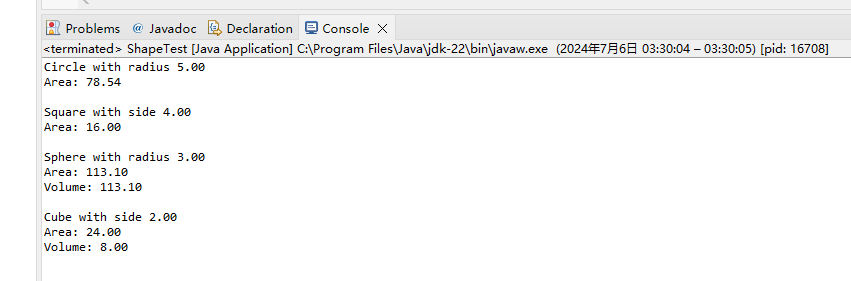 Problems @ Javadoc Declaration Console
<terminated> ShapeTest [Java Application] C:\Program Files\Java\jdk-22\bin\javaw.exe (2024年7月6日 03:30:04 – 03:30:05) [pid: 16708]
Circle with radius 5.00
Area: 78.54
Square with side 4.00
Area: 16.00
Sphere with radius 3.00
Area: 113.10
Volume: 113.10
Cube with side 2.00
Area: 24.00
Volume: 8.00